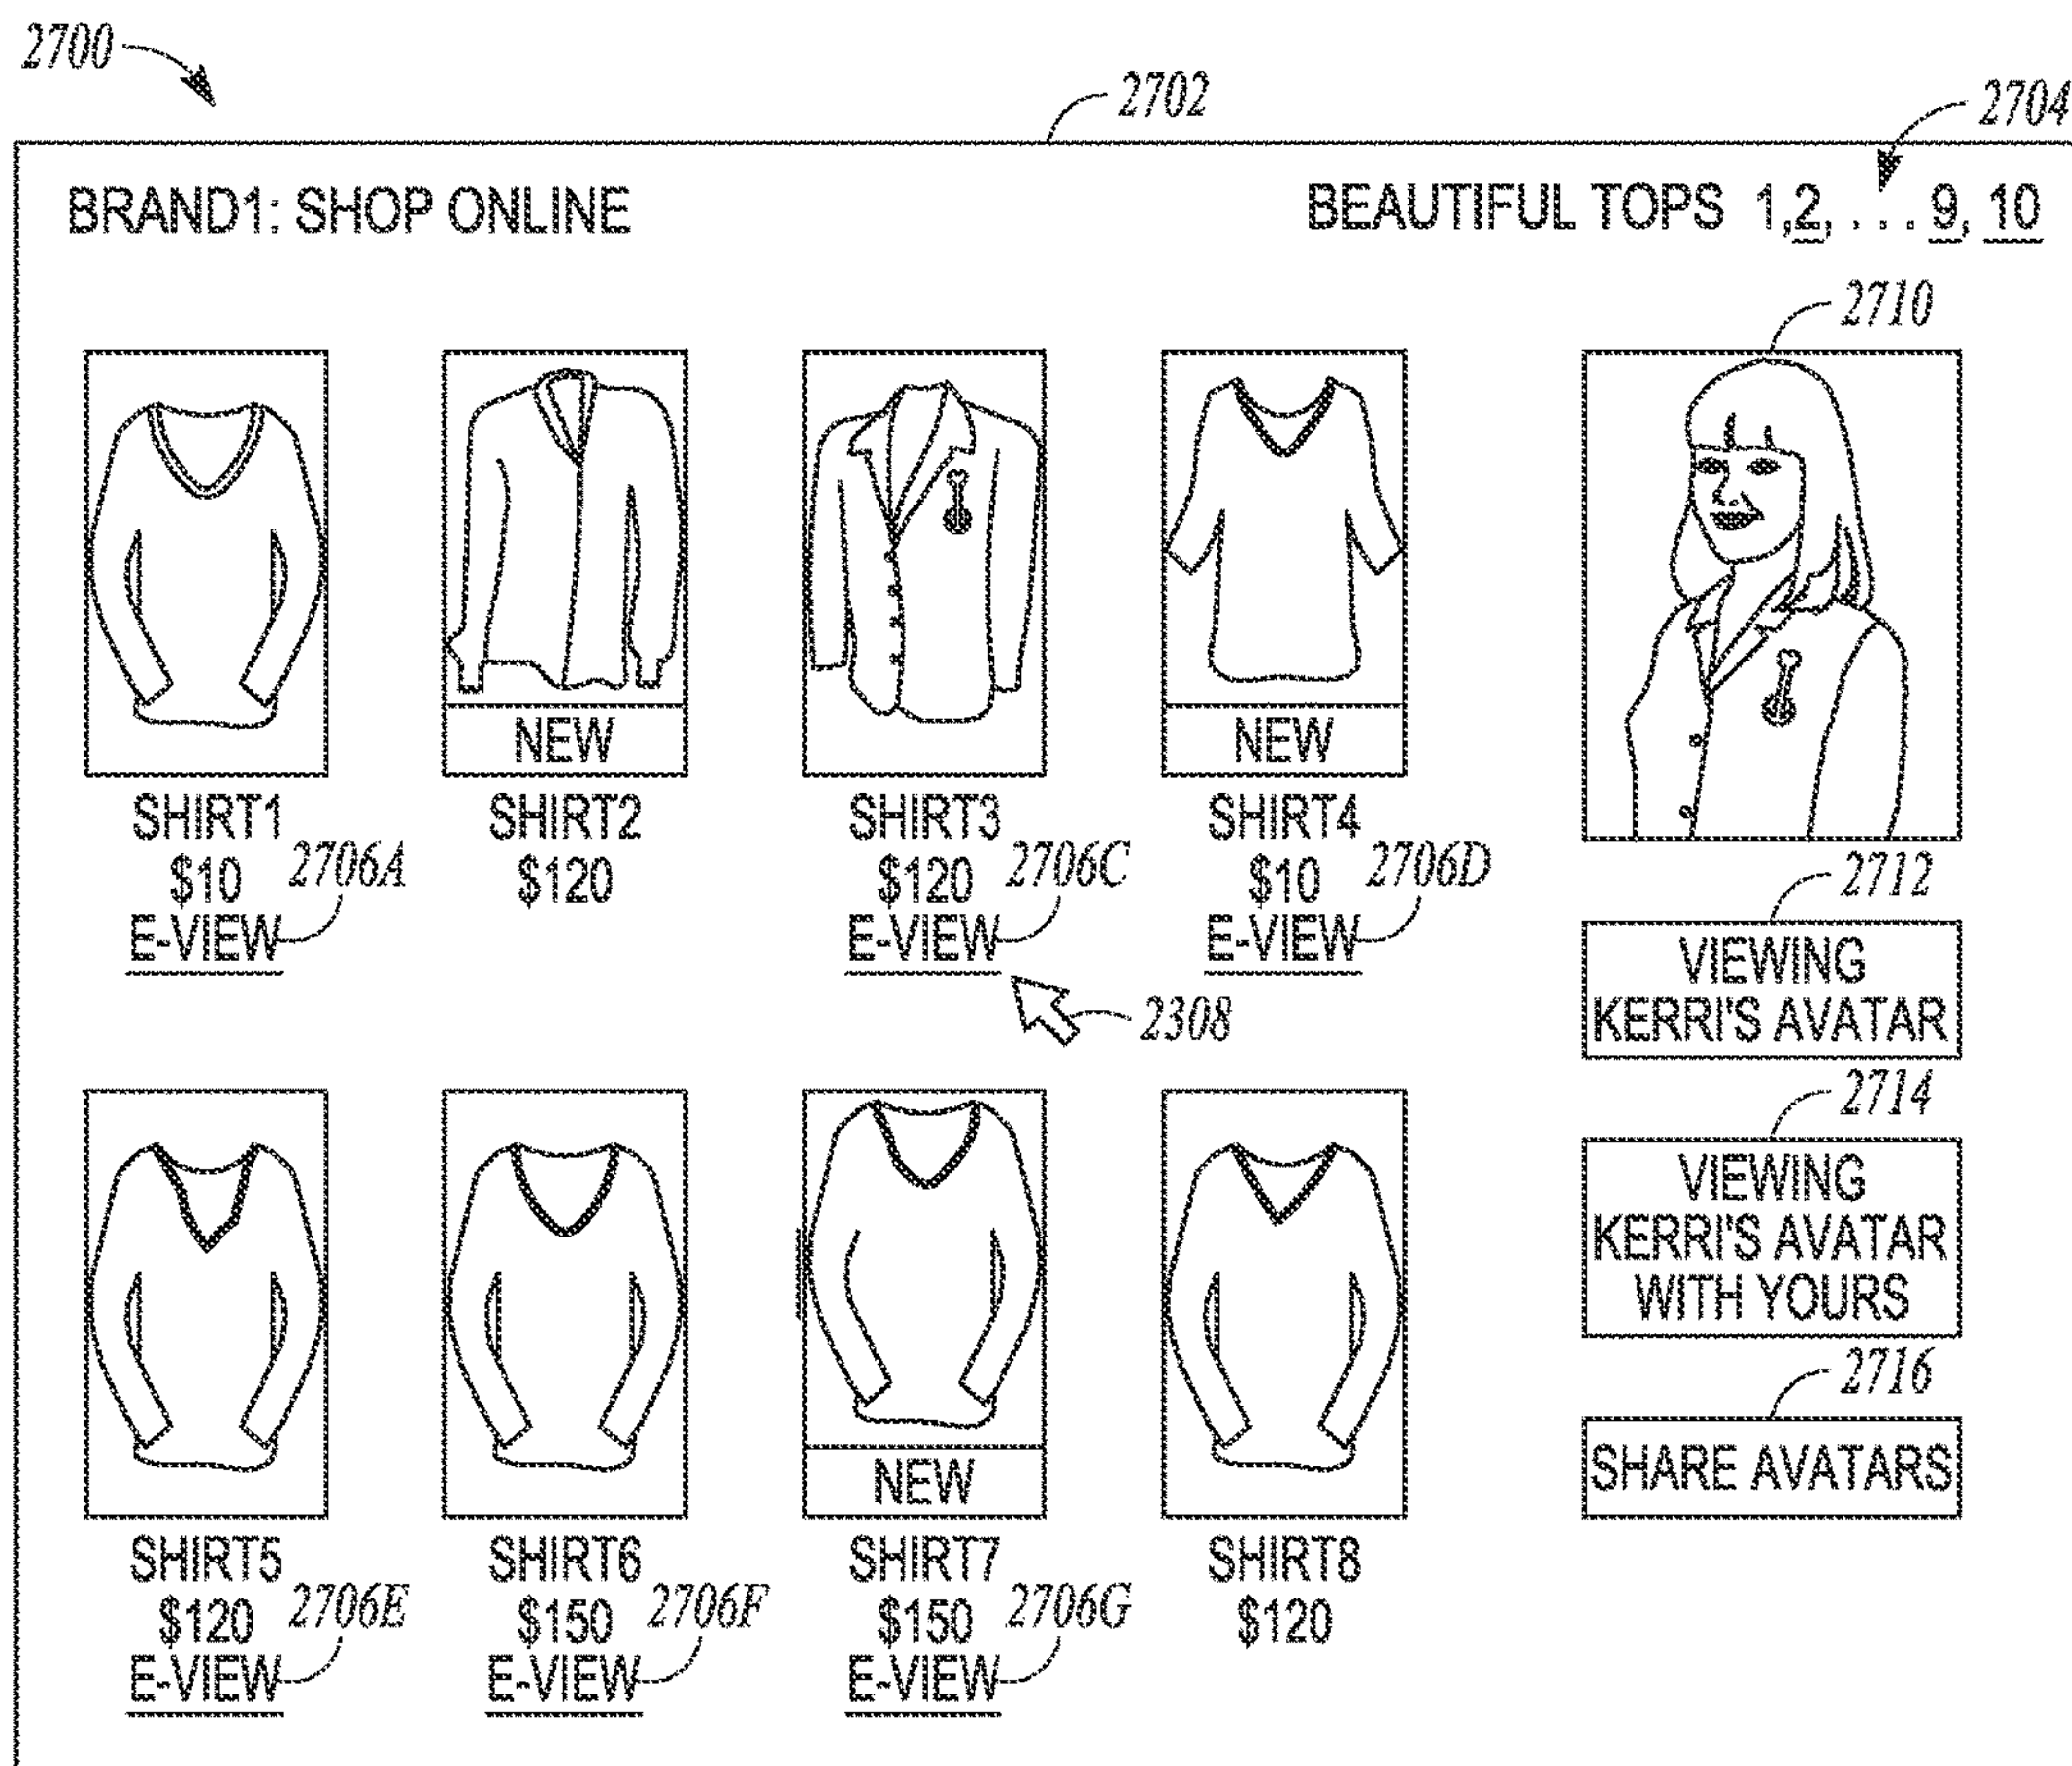 2700
2702
2704
BRAND1: SHOP ONLINE
BEAUTIFUL TOPS 1,2, . . . 9, 10
2710
NEW
NEW
SHIRT1
$10
2706A
E-VIEW
SHIRT2
$120
SHIRT3
$120
2706C
E-VIEW
SHIRT4
$10
2706D
E-VIEW
2308
2712
VIEWING
KERRI'S AVATAR
2714
VIEWING
KERRI'S AVATAR
WITH YOURS
2716
SHARE AVATARS
NEW
SHIRT5
$120
2706E
E-VIEW
SHIRT6
$150
2706F
E-VIEW
SHIRT7
$150
2706G
E-VIEW
SHIRT8
$120